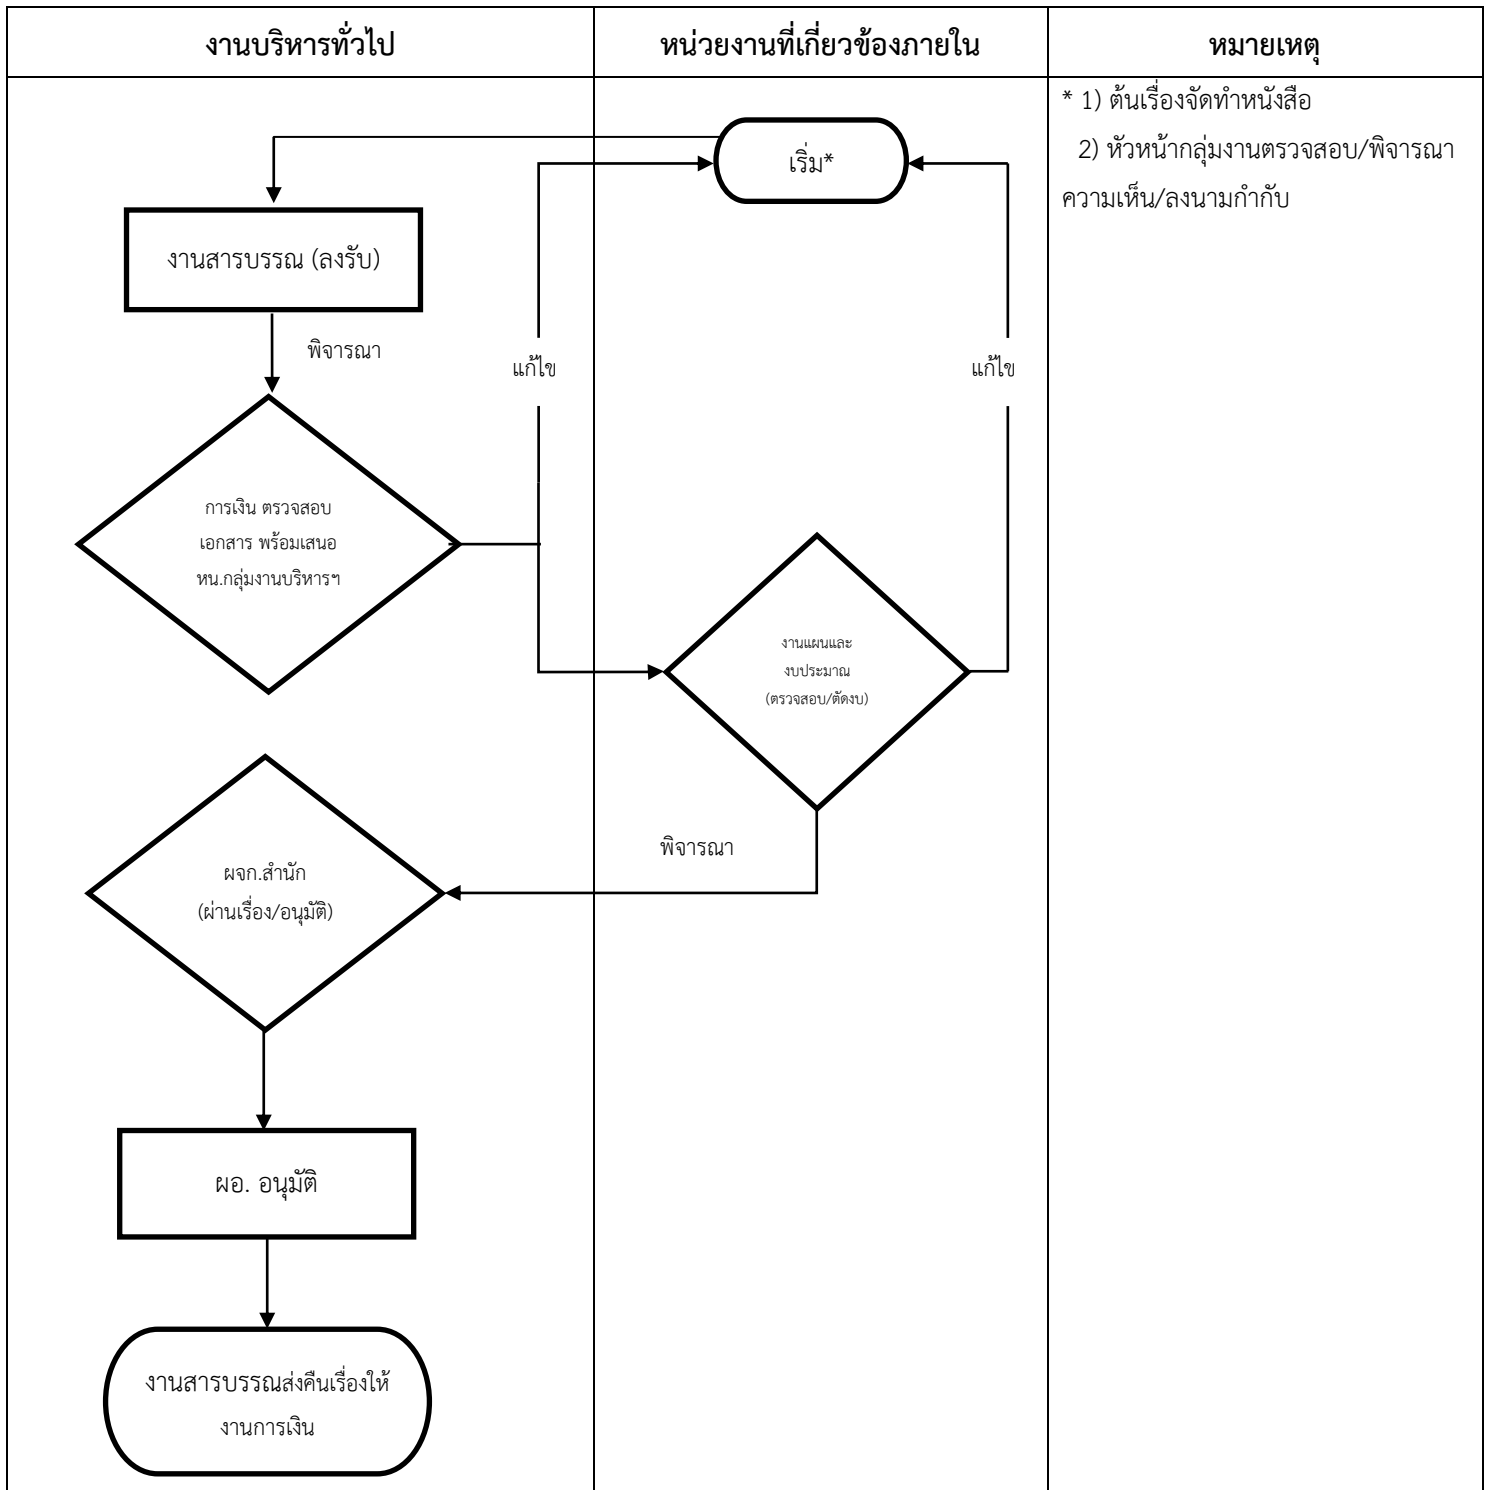 งานบริหารทั่วไป
หน่วยงานที่เกี่ยวข้องภายใน
หมายเหตุ
* 1) ต้นเรื่องจัดทำหนังสือ
2) หัวหน้ากลุ่มงานตรวจสอบ/พิจารณา
ความเห็น/ลงนามกำกับ
เริ่ม*
งานสารบรรณ (ลงรับ)
พิจารณา
แก้ไข
แก้ไข
การเงิน ตรวจสอบ
เอกสาร พร้อมเสนอ
หน.กลุ่มงานบริหารฯ
งานแผนและ
งบประมาณ
(ตรวจสอบ/ตัดงบ)
พิจารณา
ผจก.สำนัก
(ผ่านเรื่อง/อนุมัติ)
ผอ. อนุมัติ
งานสารบรรณส่งคืนเรื่องให้
งานการเงิน